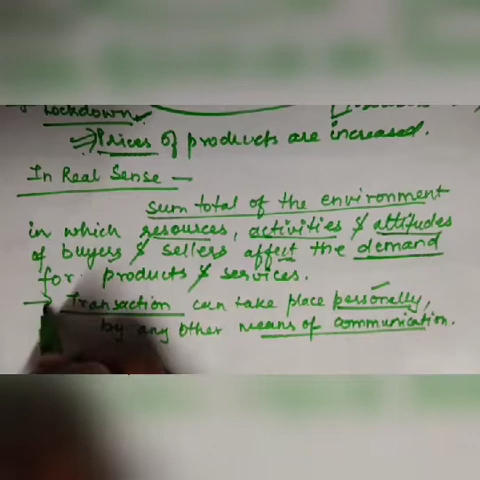 Lockdown
⇒ Prices of products are increased.
In Real Sense —
sum total of the environment
in which resources, activities & attitudes
of buyers & sellers affect the demand
for products & services.
→ Transaction can take place personally,
by any other means of communication.